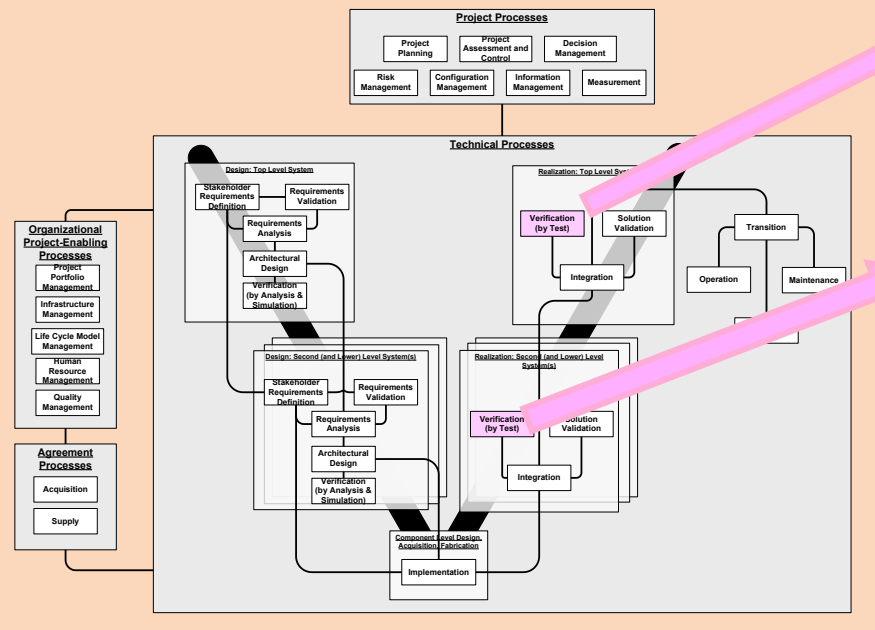 Project Processes
Project
Planning
Project
Assessment and
Control
Decision
Management
Risk
Management
Configuration
Management
Information
Management
Measurement
Technical Processes
Design: Top Level System
Stakeholder
Requirements
Definition
Requirements
Validation
Requirements
Analysis
Architectural
Design
Verification
(by Analysis &
Simulation)
Realization: Top Level
Verification
(by Test)
Solution
Validation
Integration
Transition
Operation
Maintenance
Organizational
Project-Enabling
Processes
Project
Portfolio
Management
Infrastructure
Management
Life Cycle Model
Management
Human
Resource
Management
Quality
Management
Agreement
Processes
Acquisition
Supply
Design: Second (and Lower) Level System(s)
Stakeholder
Requirements
Definition
Requirements
Validation
Requirements
Analysis
Architectural
Design
Verification
(by Analysis &
Simulation)
Realization: Second (and Lower) Level
System(s)
Verification
(by Test)
Solution
Validation
Integration
Component Level Design,
Acquisition, Fabrication
Implementation